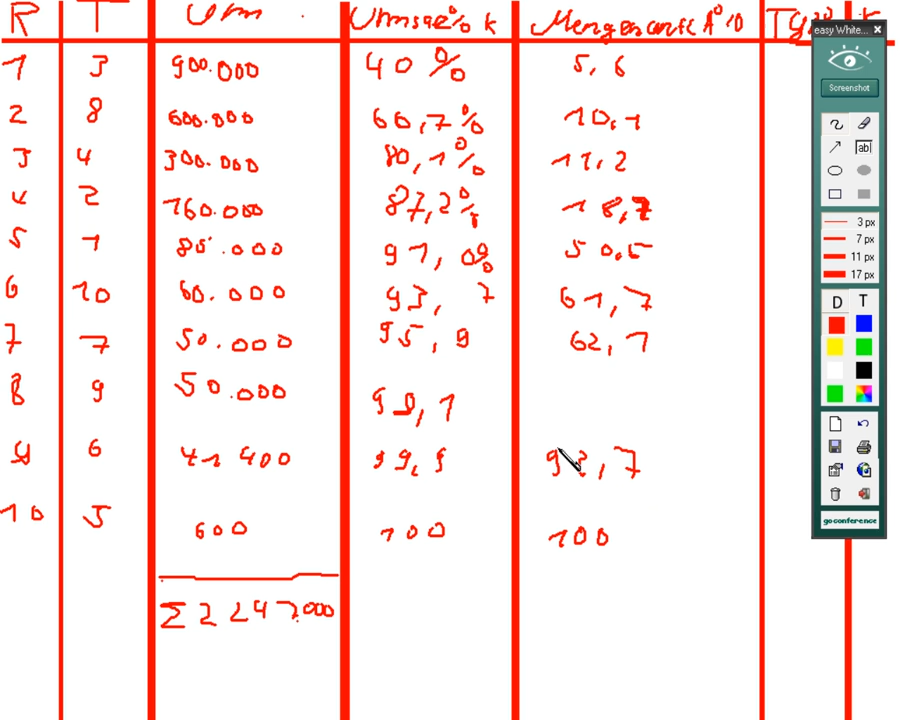 R T Um Umsatz % k Mengenanteil A %
easy White...
Screenshot
1 3 900.000 40 % 5,6
2 8 600.000 66,7 % 10,1
3 4 300.000 80,1 % 11,2
4 2 160.000 87,2 % 18,7
5 1 85.000 91,0 % 50,5
6 10 60.000 93,7 61,7
7 7 50.000 95,9 62,1
8 9 50.000 98,1
9 6 41 400 99,9 93,7
10 5 600 100 100
Σ 2 247.000
ab
3 px
7 px
11 px
17 px
D T
goconference